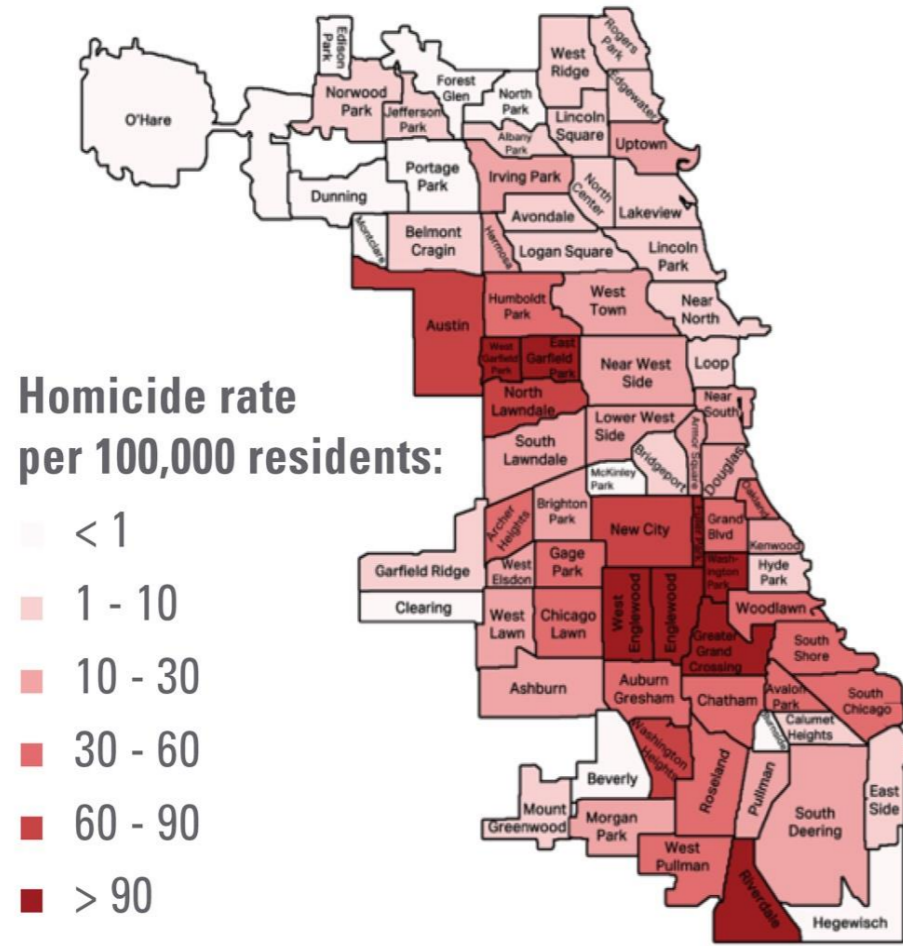 Edison
Park
Rogers
Park
West
Ridge
Forest
Glen
North
Park
Edgewater
O'Hare
Norwood
Park
Jefferson
Park
Lincoln
Square
Albany
Park
Uptown
Portage
Park
Irving Park
North
Center
Dunning
Lakeview
Avondale
Montclare
Belmont
Cragin
Hermosa
Logan Square
Lincoln
Park
Humboldt
Park
West
Town
Near
North
Austin
West
Garfield
Park
East
Garfield
Park
Near West
Side
Loop
North
Lawndale
Near
South
Lower West
Side
Armor Square
South
Lawndale
Bridgeport
Douglas
McKinley
Park
Oakland
Archer
Heights
Brighton
Park
New City
Grand
Blvd
Kenwood
Garfield Ridge
West
Elsdon
Gage
Park
Wash-
ington
Park
Hyde
Park
Clearing
West
Lawn
Chicago
Lawn
West
Englewood
Englewood
Woodlawn
Greater
Grand
Crossing
South
Shore
Ashburn
Auburn
Gresham
Chatham
Avalon
Park
South
Chicago
Burnside
Calumet
Heights
Washington
Heights
Beverly
Roseland
Pullman
East
Side
Mount
Greenwood
Morgan
Park
South
Deering
West
Pullman
Riverdale
Hegewisch
Homicide rate
per 100,000 residents:
< 1
1 - 10
10 - 30
30 - 60
60 - 90
> 90